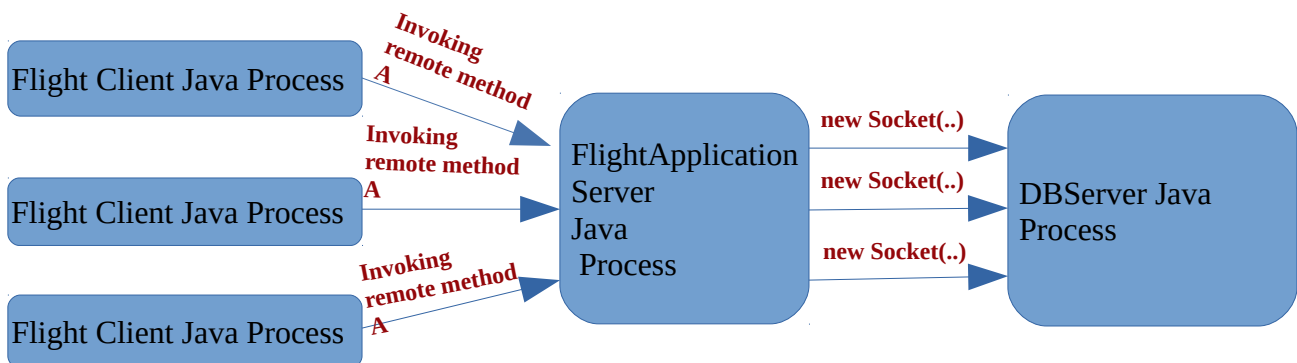 Flight Client Java Process
Invoking
remote method
A
Flight Client Java Process
Invoking
remote method
A
Flight Client Java Process
Invoking
remote method
A
FlightApplication
Server
Java
Process
new Socket(..)
new Socket(..)
new Socket(..)
DBServer Java
Process